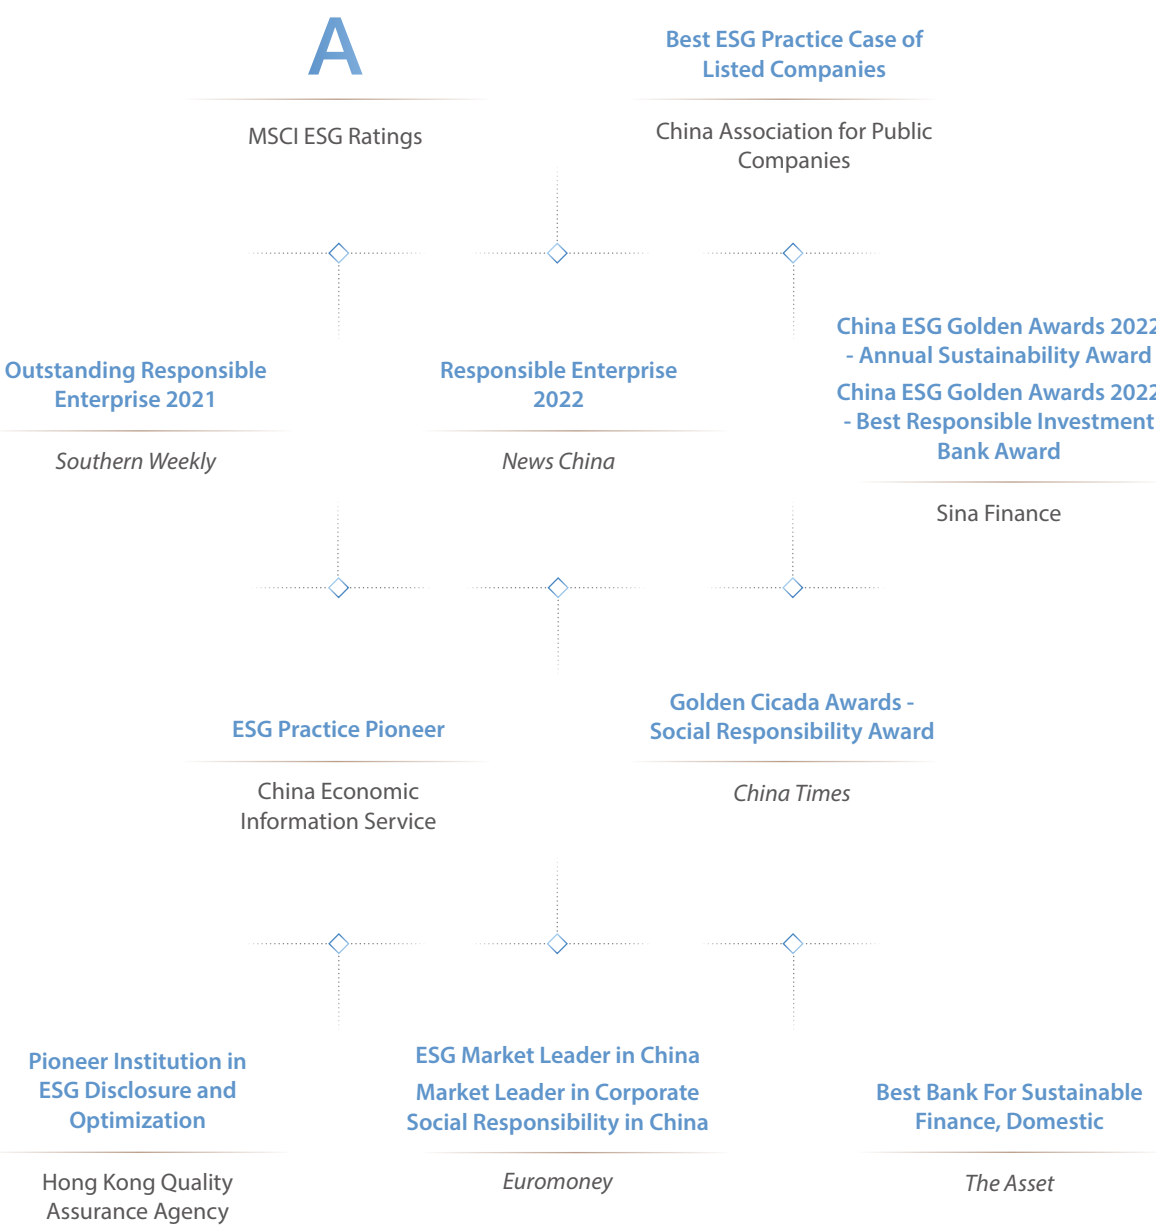 A
MSCI ESG Ratings
Best ESG Practice Case of
Listed Companies
China Association for Public
Companies
Outstanding Responsible
Enterprise 2021
Southern Weekly
Responsible Enterprise
2022
News China
China ESG Golden Awards 2022
- Annual Sustainability Award
China ESG Golden Awards 2022
- Best Responsible Investment
Bank Award
Sina Finance
ESG Practice Pioneer
China Economic
Information Service
Golden Cicada Awards -
Social Responsibility Award
China Times
Pioneer Institution in
ESG Disclosure and
Optimization
Hong Kong Quality
Assurance Agency
ESG Market Leader in China
Market Leader in Corporate
Social Responsibility in China
Euromoney
Best Bank For Sustainable
Finance, Domestic
The Asset